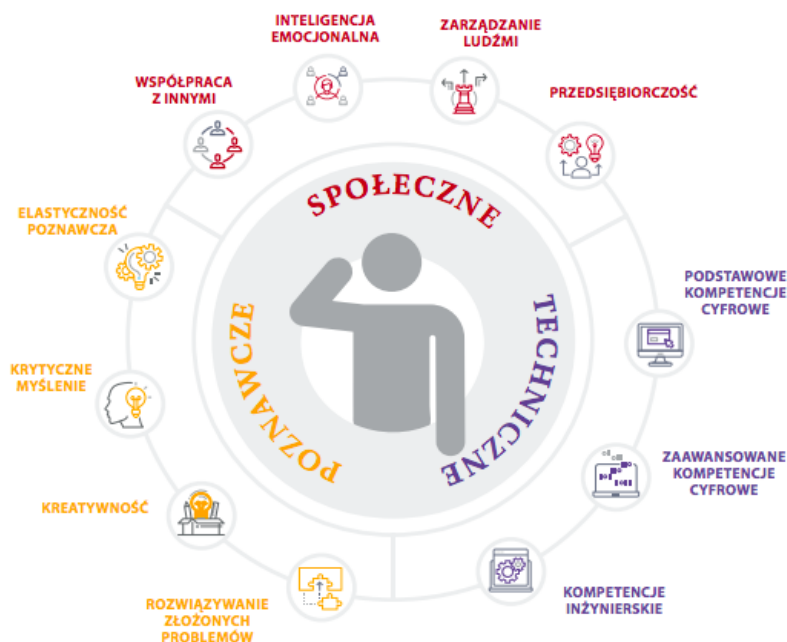 INTELIGENCJA
EMOCJONALNA
ZARZĄDZANIE
LUDŹMI
WSPÓŁPRACA
Z INNYMI
PRZEDSIĘBIORCZOŚĆ
SPOŁECZNE
ELASTYCZNOŚĆ
POZNAWCZA
PODSTAWOWE
KOMPETENCJE
CYFROWE
POZNAWCZE
TECHNICZNE
KRYTYCZNE
MYŚLENIE
ZAAWANSOWANE
KOMPETENCJE
CYFROWE
KREATYWNOŚĆ
KOMPETENCJE
INŻYNIERSKIE
ROZWIĄZYWANIE
ZŁOŻONYCH
PROBLEMÓW